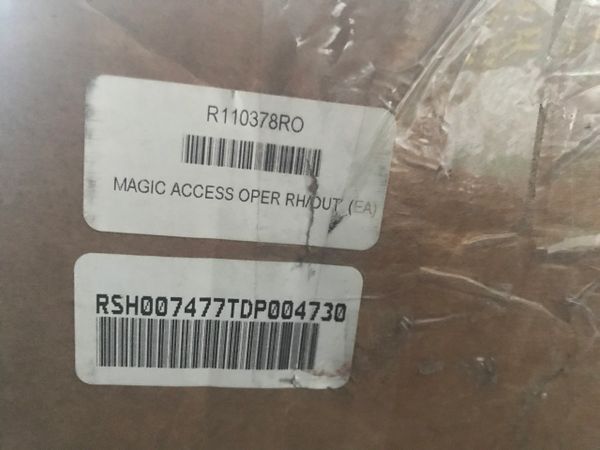 R110378RO
MAGIC ACCESS OPER RH/OUT (EA)
RSH007477TDP004730